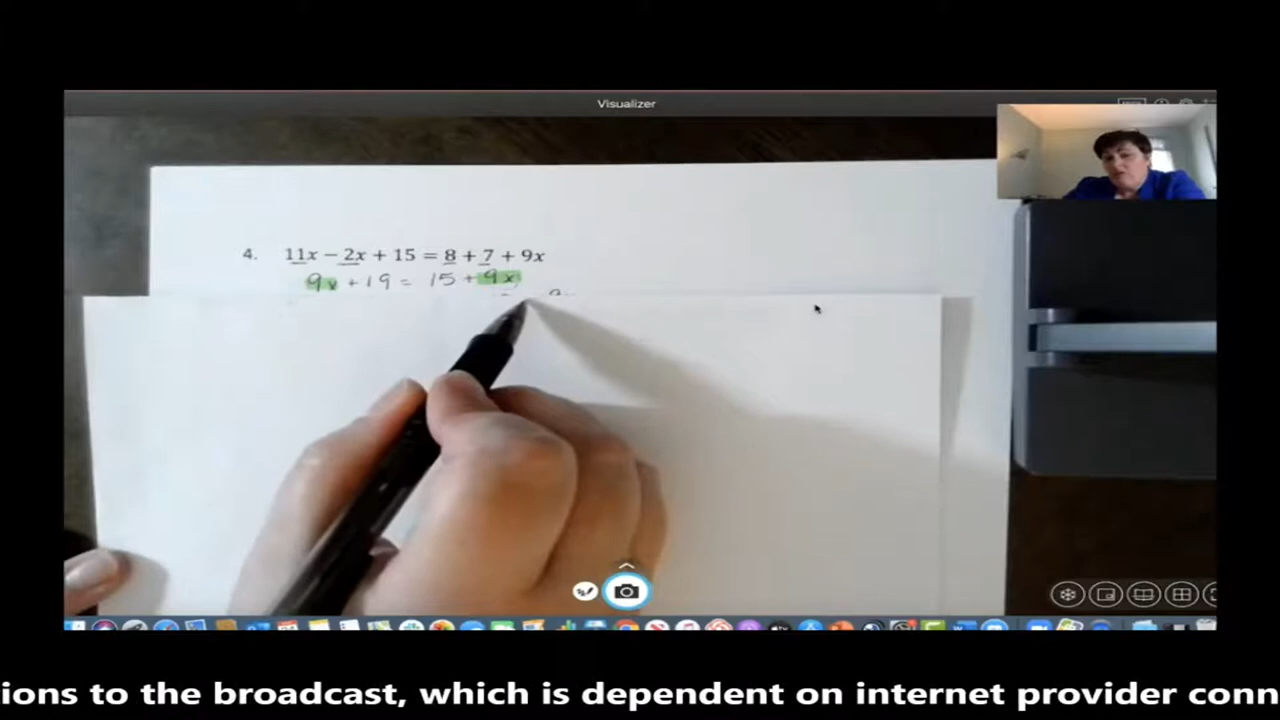 Visualizer
4. 11x − 2x + 15 = 8 + 7 + 9x
9x + 19 = 15 + 9x
ions to the broadcast, which is dependent on internet provider conn